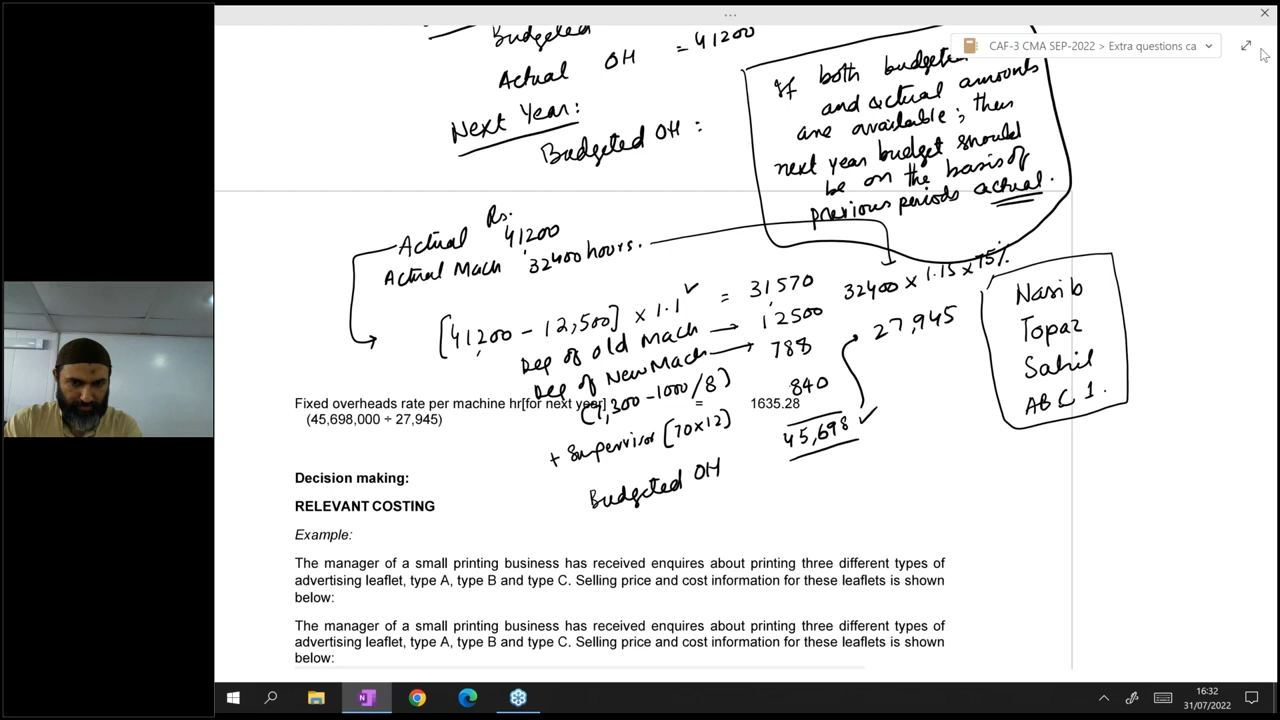 CAF-3 CMA SEP-2022 > Extra questions ca
Budgeted
Actual OH = 41200
Next Year:
Budgeted OH :
If both budgeted
and actual amounts
are available; then
next year budget should
be on the basis of
previous periods actual.
Rs.
Actual 41200
Actual Mach 32400 hours.
[41200 - 12,500] × 1.1 = 31,570
32400 × 1.15 × 75%
27,945
Dep of old Mach → 12500
Dep of New Mach → 788
(7,300 - 1000 / 8)
840
+ Supervisor [70×12]
45,698
Budgeted OH
Nasib
Topaz
Sahil
ABC 1.
Fixed overheads rate per machine hr[for next year] = 1635.28
(45,698,000 ÷ 27,945)
Decision making:
RELEVANT COSTING
Example:
The manager of a small printing business has received enquires about printing three different types of
advertising leaflet, type A, type B and type C. Selling price and cost information for these leaflets is shown
below:
The manager of a small printing business has received enquires about printing three different types of
advertising leaflet, type A, type B and type C. Selling price and cost information for these leaflets is shown
below:
16:32
31/07/2022